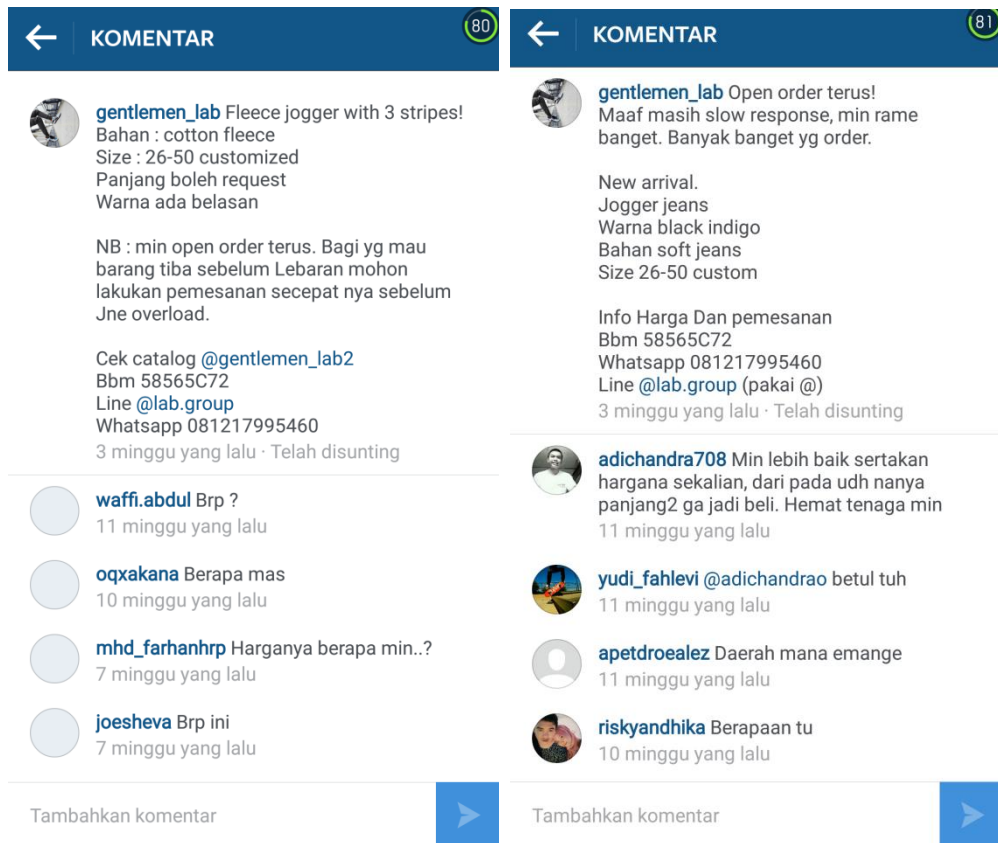 KOMENTAR
80
gentlemen_lab Fleece jogger with 3 stripes!
Bahan : cotton fleece
Size : 26-50 customized
Panjang boleh request
Warna ada belasan
NB : min open order terus. Bagi yg mau
barang tiba sebelum Lebaran mohon
lakukan pemesanan secepat nya sebelum
Jne overload.
Cek catalog @gentlemen_lab2
Bbm 58565C72
Line @lab.group
Whatsapp 081217995460
3 minggu yang lalu · Telah disunting
waffi.abdul Brp ?
11 minggu yang lalu
oqxakana Berapa mas
10 minggu yang lalu
mhd_farhanhrp Harganya berapa min..?
7 minggu yang lalu
joesheva Brp ini
7 minggu yang lalu
Tambahkan komentar
KOMENTAR
81
gentlemen_lab Open order terus!
Maaf masih slow response, min rame
banget. Banyak banget yg order.
New arrival.
Jogger jeans
Warna black indigo
Bahan soft jeans
Size 26-50 custom
Info Harga Dan pemesanan
Bbm 58565C72
Whatsapp 081217995460
Line @lab.group (pakai @)
3 minggu yang lalu · Telah disunting
adichandra708 Min lebih baik sertakan
hargana sekalian, dari pada udh nanya
panjang2 ga jadi beli. Hemat tenaga min
11 minggu yang lalu
yudi_fahlevi @adichandrao betul tuh
11 minggu yang lalu
apetdroealez Daerah mana emange
11 minggu yang lalu
riskyandhika Berapaan tu
10 minggu yang lalu
Tambahkan komentar